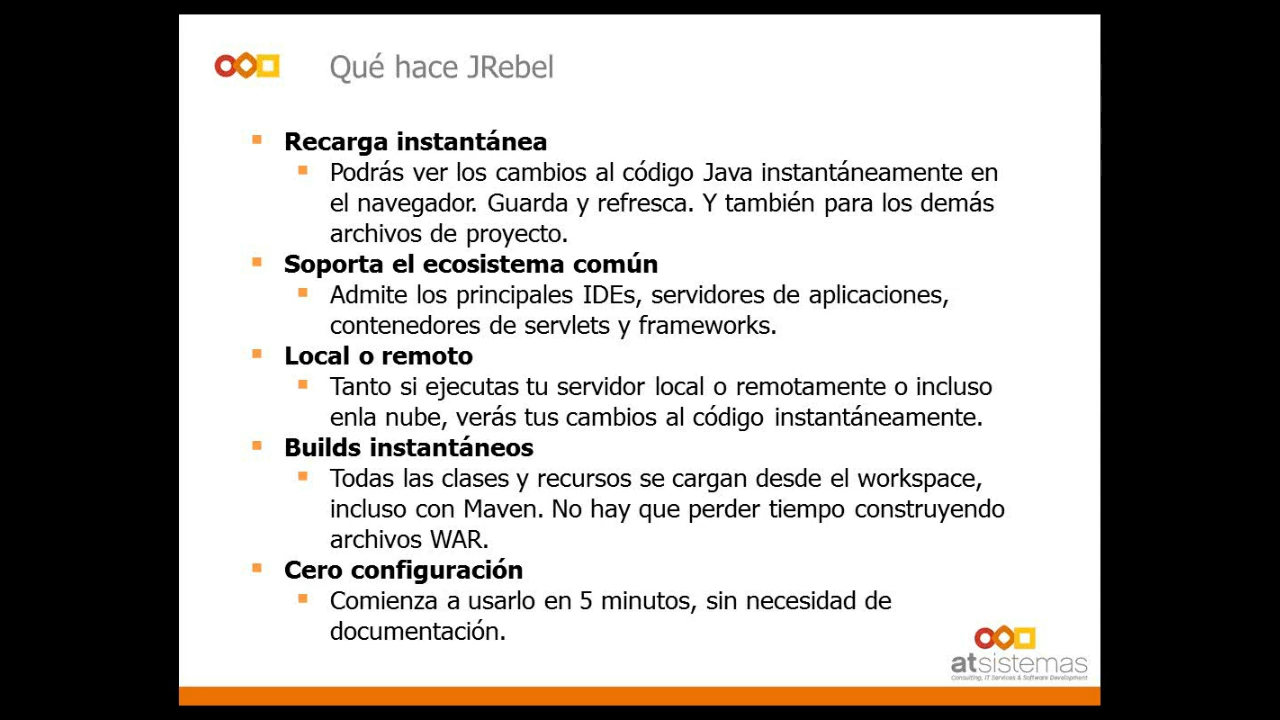 Qué hace JRebel
Recarga instantánea
Podrás ver los cambios al código Java instantáneamente en
el navegador. Guarda y refresca. Y también para los demás
archivos de proyecto.
Soporta el ecosistema común
Admite los principales IDEs, servidores de aplicaciones,
contenedores de servlets y frameworks.
Local o remoto
Tanto si ejecutas tu servidor local o remotamente o incluso
enla nube, verás tus cambios al código instantáneamente.
Builds instantáneos
Todas las clases y recursos se cargan desde el workspace,
incluso con Maven. No hay que perder tiempo construyendo
archivos WAR.
Cero configuración
Comienza a usarlo en 5 minutos, sin necesidad de
documentación.
atsistemas
Consulting, IT Services & Software Development